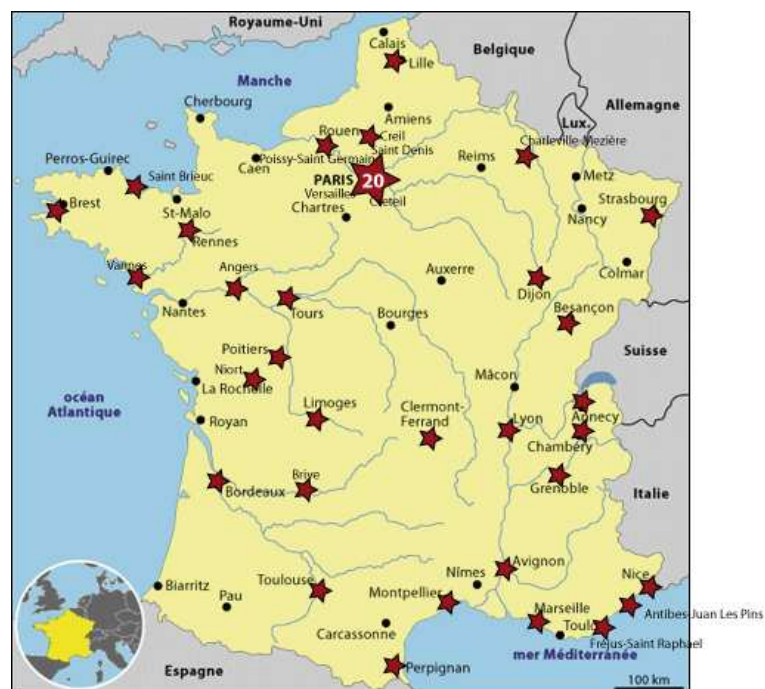 Royaume-Uni
Calais
Belgique
Lille
Manche
Cherbourg
Allemagne
Amiens
Lux.
Rouen
Creil
Charleville-Mezière
Saint Denis
Poissy-Saint Germain
Caen
Reims
Perros-Guirec
Saint Brieuc
PARIS 20
Metz
Versailles
Créteil
Strasbourg
Brest
St-Malo
Chartres
Nancy
Rennes
Vannes
Angers
Auxerre
Colmar
Dijon
Nantes
Tours
Bourges
Besançon
Poitiers
Suisse
Niort
Mâcon
La Rochelle
océan
Atlantique
Limoges
Clermont-
Ferrand
Annecy
Royan
Lyon
Chambéry
Brive
Bordeaux
Grenoble
Italie
Avignon
Biarritz
Toulouse
Nîmes
Nice
Pau
Montpellier
Marseille
Antibes-Juan Les Pins
Carcassonne
Toulo
Fréjus-Saint Raphael
mer Méditerranée
Espagne
Perpignan
100 km